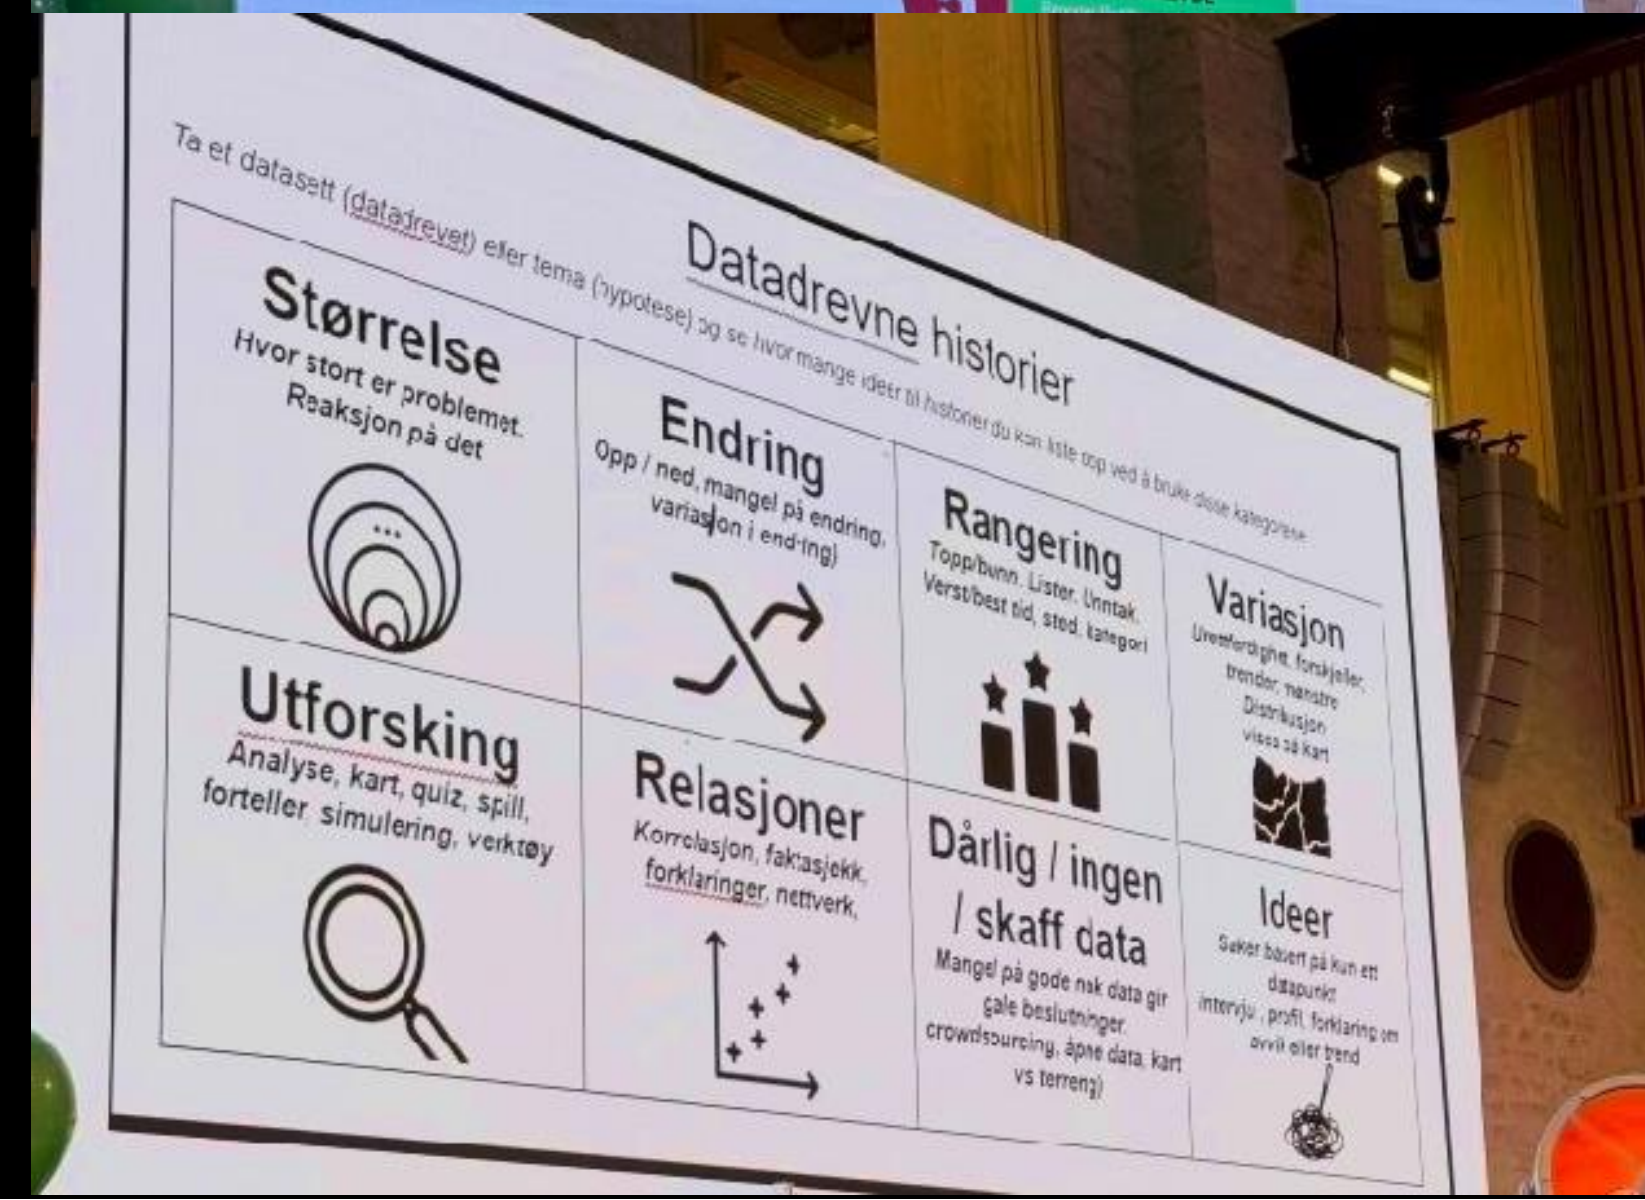 Datadrevne historier
Ta et datasett (datadrevet) eller tema (hypotese) og se hvor mange ideer til historier du kan liste opp ved å bruke disse kategoriene
Størrelse
Hvor stort er problemet.
Reaksjon på det
Endring
Opp / ned, mangel på endring,
variasjon i endring)
Rangering
Topp/bunn. Lister. Unntak.
Verst/best tid, sted, kategori
Variasjon
Urettferdighet, forskjeller,
trender, mønstre
Distribusjon
vises på kart
Utforsking
Analyse, kart, quiz, spill,
forteller, simulering, verktøy
Relasjoner
Korrelasjon, faktasjekk,
forklaringer, nettverk,
Dårlig / ingen
/ skaff data
Mangel på gode nok data gir
gale beslutninger.
crowdsourcing, åpne data, kart
vs terreng)
Ideer
Saker basert på kun ett
datapunkt
intervju, profil, forklaring om
avvik eller trend